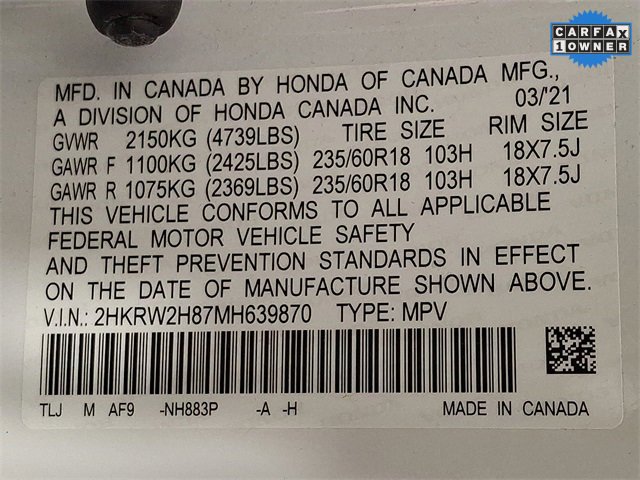 CARFAX
1 OWNER
MFD. IN CANADA BY HONDA OF CANADA MFG.,
A DIVISION OF HONDA CANADA INC. 03/'21
GVWR 2150KG (4739LBS) TIRE SIZE RIM SIZE
GAWR F 1100KG (2425LBS) 235/60R18 103H 18X7.5J
GAWR R 1075KG (2369LBS) 235/60R18 103H 18X7.5J
THIS VEHICLE CONFORMS TO ALL APPLICABLE
FEDERAL MOTOR VEHICLE SAFETY
AND THEFT PREVENTION STANDARDS IN EFFECT
ON THE DATE OF MANUFACTURE SHOWN ABOVE.
V.I.N.: 2HKRW2H87MH639870 TYPE: MPV
TLJ M AF9 -NH883P -A -H MADE IN CANADA